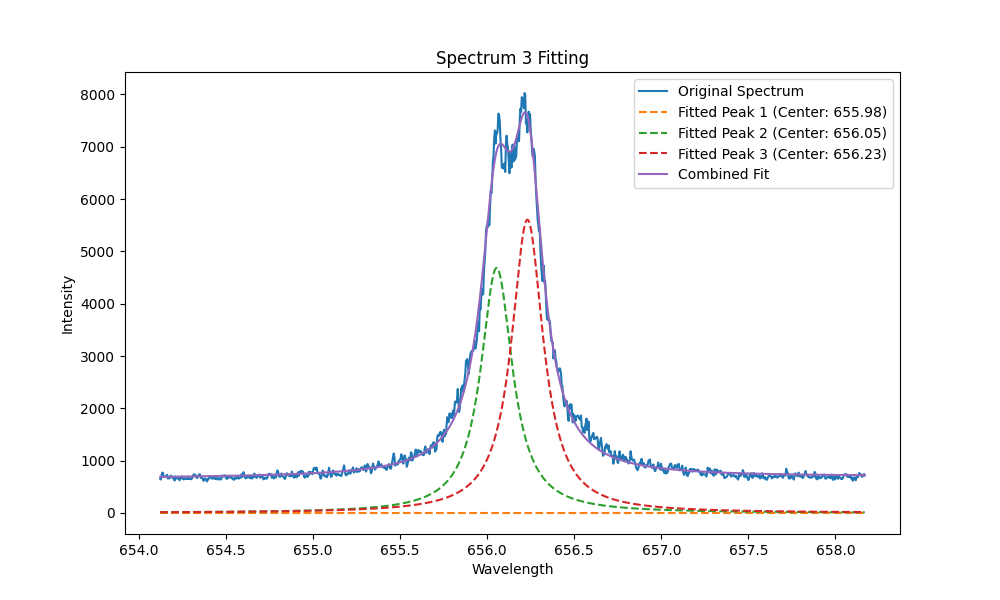 Spectrum 3 Fitting
Original Spectrum
Fitted Peak 1 (Center: 655.98)
Fitted Peak 2 (Center: 656.05)
Fitted Peak 3 (Center: 656.23)
Combined Fit
Intensity
8000
7000
6000
5000
4000
3000
2000
1000
0
654.0 654.5 655.0 655.5 656.0 656.5 657.0 657.5 658.0
Wavelength